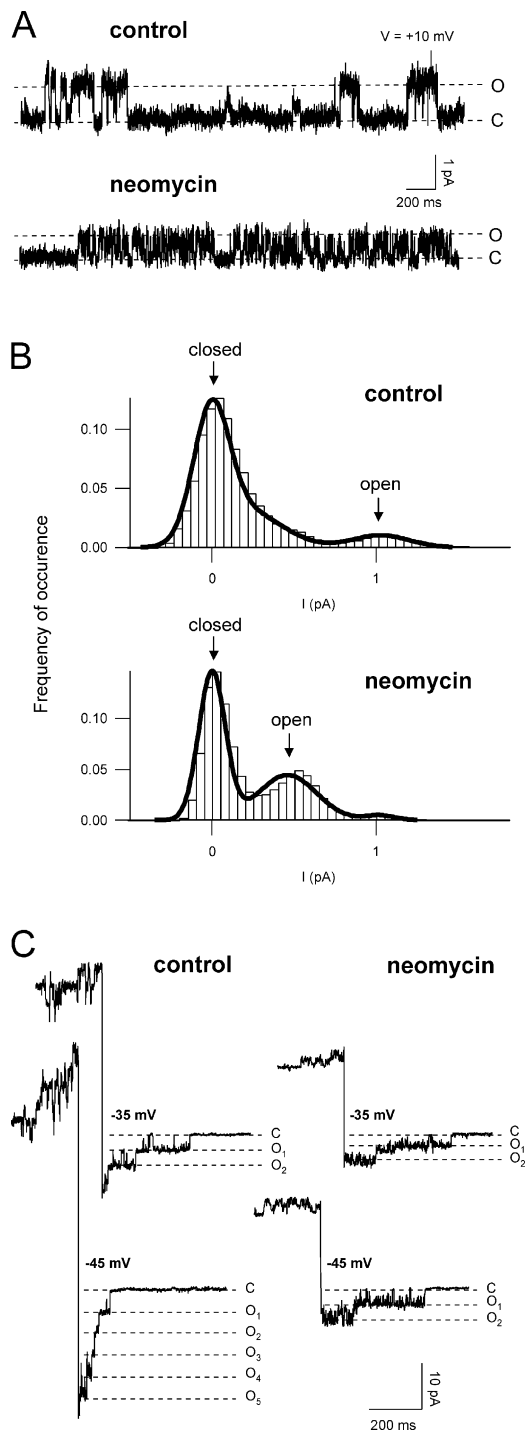 A
control
V = +10 mV
O
C
1 pA
200 ms
neomycin
O
C
B
closed
control
open
0.10
0.05
0.00
0
1
I (pA)
Frequency of occurence
closed
neomycin
open
0.10
0.05
0.00
0
1
I (pA)
C
control
neomycin
-35 mV
C
O1
O2
-35 mV
C
O1
O2
-45 mV
C
O1
O2
O3
O4
O5
-45 mV
C
O1
O2
10 pA
200 ms